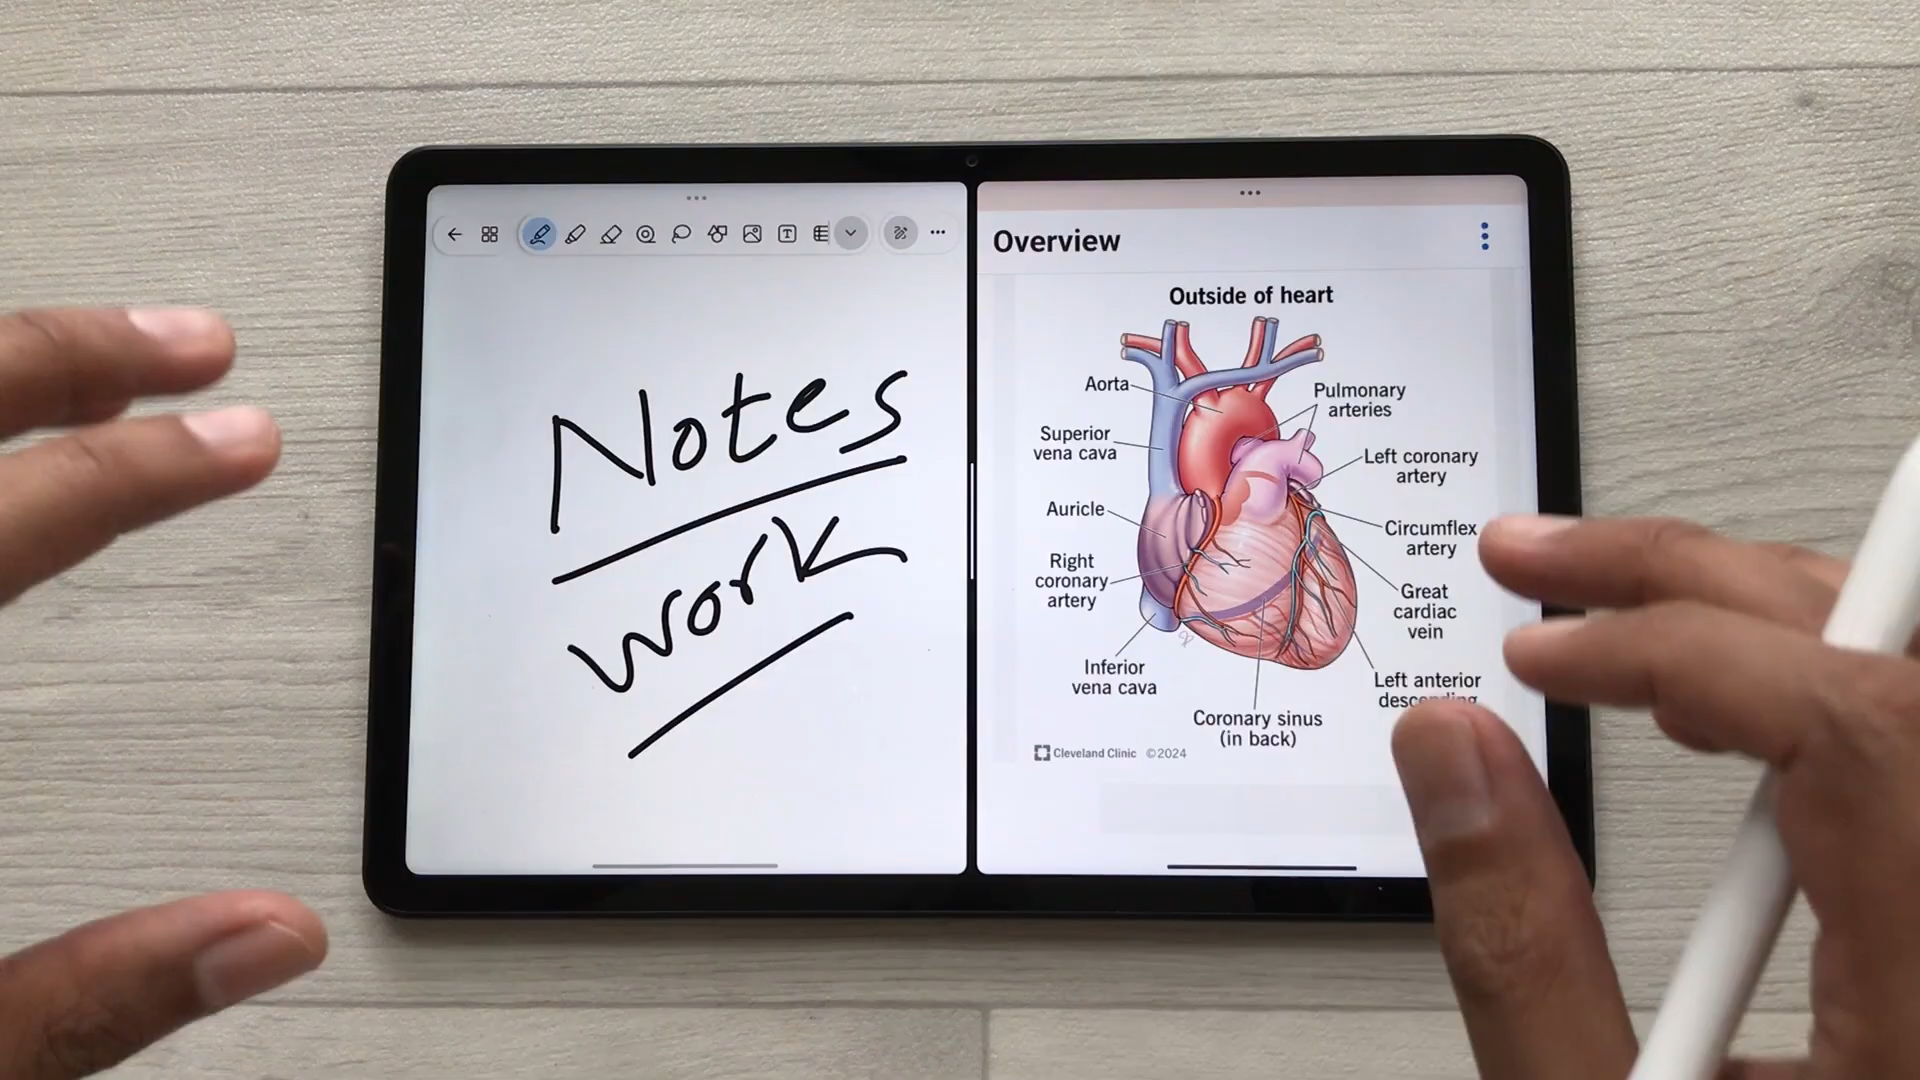 Notes
work
Overview
Outside of heart
Aorta
Pulmonary
arteries
Superior
vena cava
Left coronary
artery
Auricle
Circumflex
artery
Right
coronary
artery
Great
cardiac
vein
Inferior
vena cava
Left anterior
descending
Coronary sinus
(in back)
Cleveland Clinic ©2024